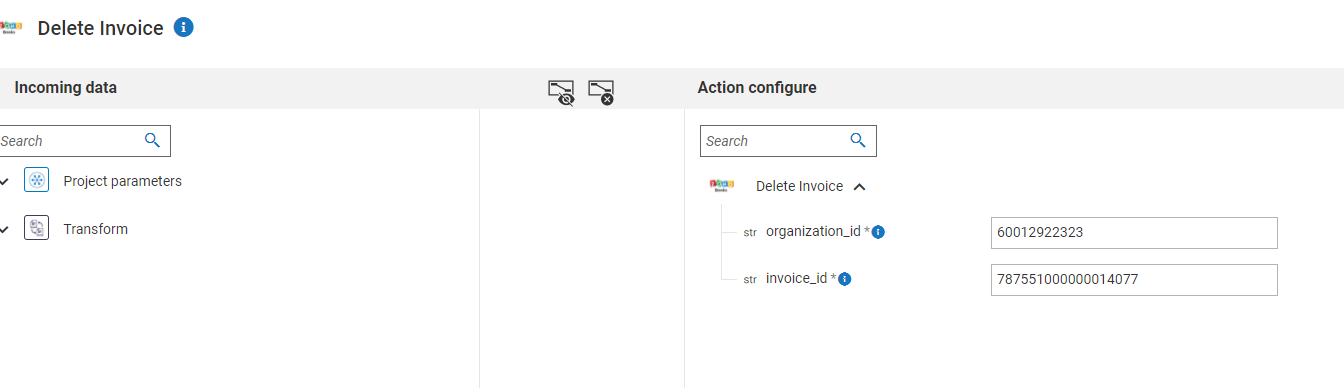 Delete Invoice
Incoming data
Action configure
Search
Search
Project parameters
Transform
Delete Invoice
str organization_id * 60012922323
str invoice_id * 787551000000014077